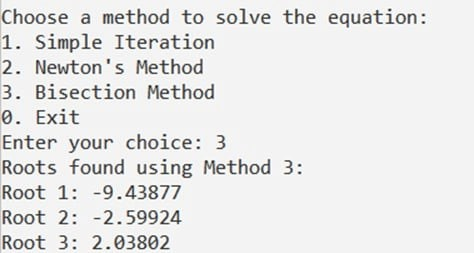 Choose a method to solve the equation:
1. Simple Iteration
2. Newton's Method
3. Bisection Method
0. Exit
Enter your choice: 3
Roots found using Method 3:
Root 1: -9.43877
Root 2: -2.59924
Root 3: 2.03802